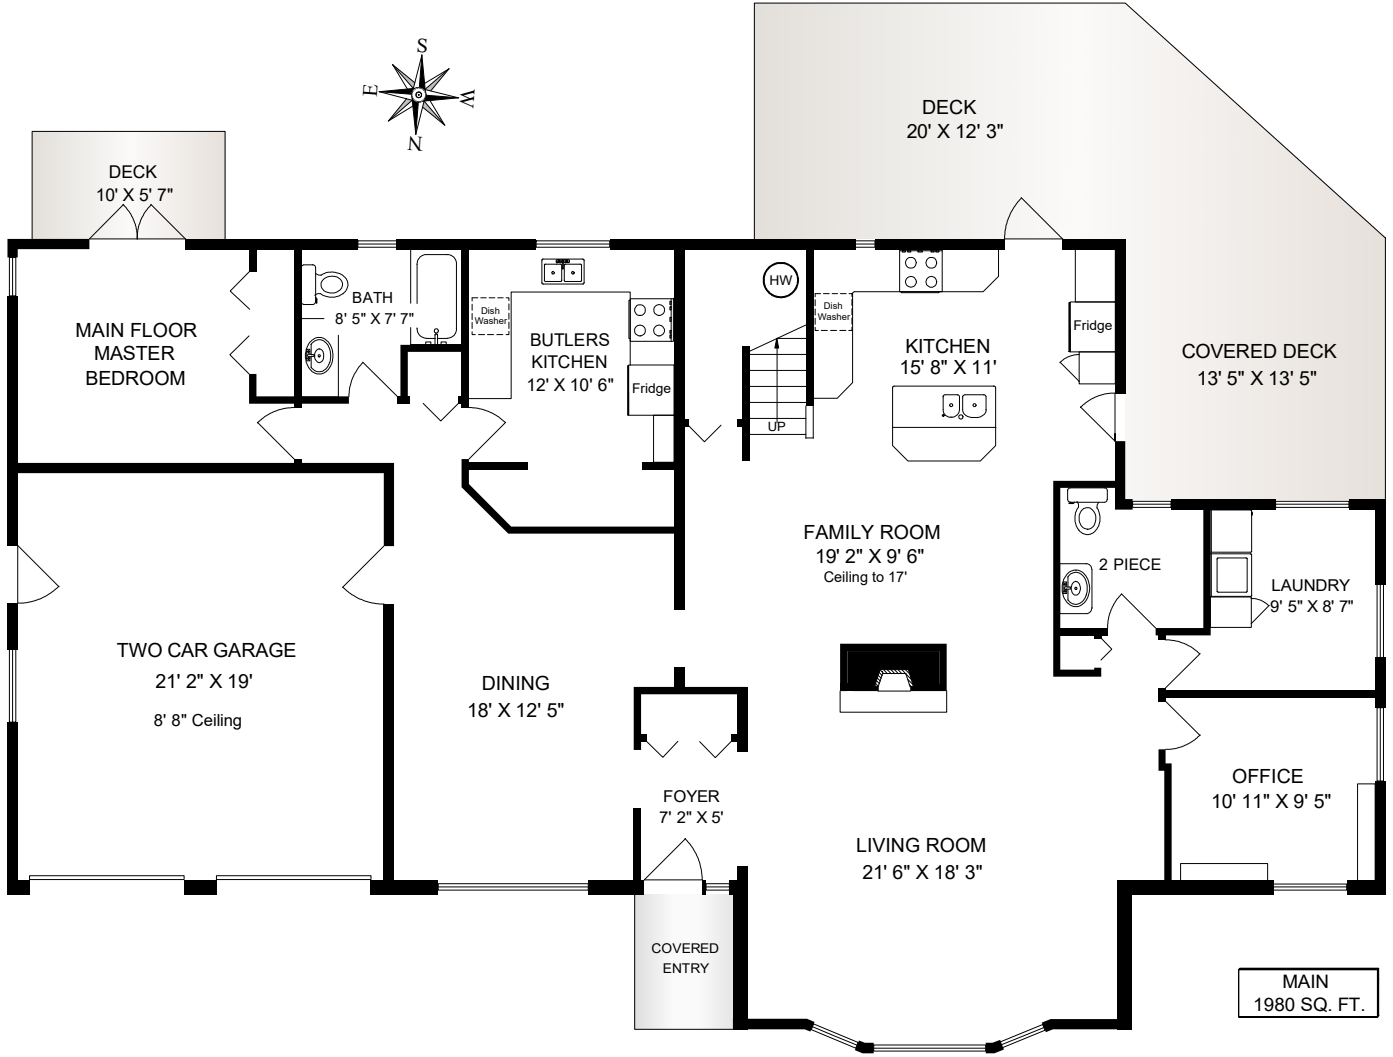 S
E
W
N
DECK
20' X 12' 3"
DECK
10' X 5' 7"
MAIN FLOOR
MASTER
BEDROOM
BATH
8' 5" X 7' 7"
Dish
Washer
BUTLERS
KITCHEN
12' X 10' 6"
Fridge
HW
UP
Dish
Washer
KITCHEN
15' 8" X 11'
Fridge
COVERED DECK
13' 5" X 13' 5"
FAMILY ROOM
19' 2" X 9' 6"
Ceiling to 17'
2 PIECE
LAUNDRY
9' 5" X 8' 7"
TWO CAR GARAGE
21' 2" X 19'
8' 8" Ceiling
DINING
18' X 12' 5"
FOYER
7' 2" X 5'
LIVING ROOM
21' 6" X 18' 3"
OFFICE
10' 11" X 9' 5"
COVERED
ENTRY
MAIN
1980 SQ. FT.